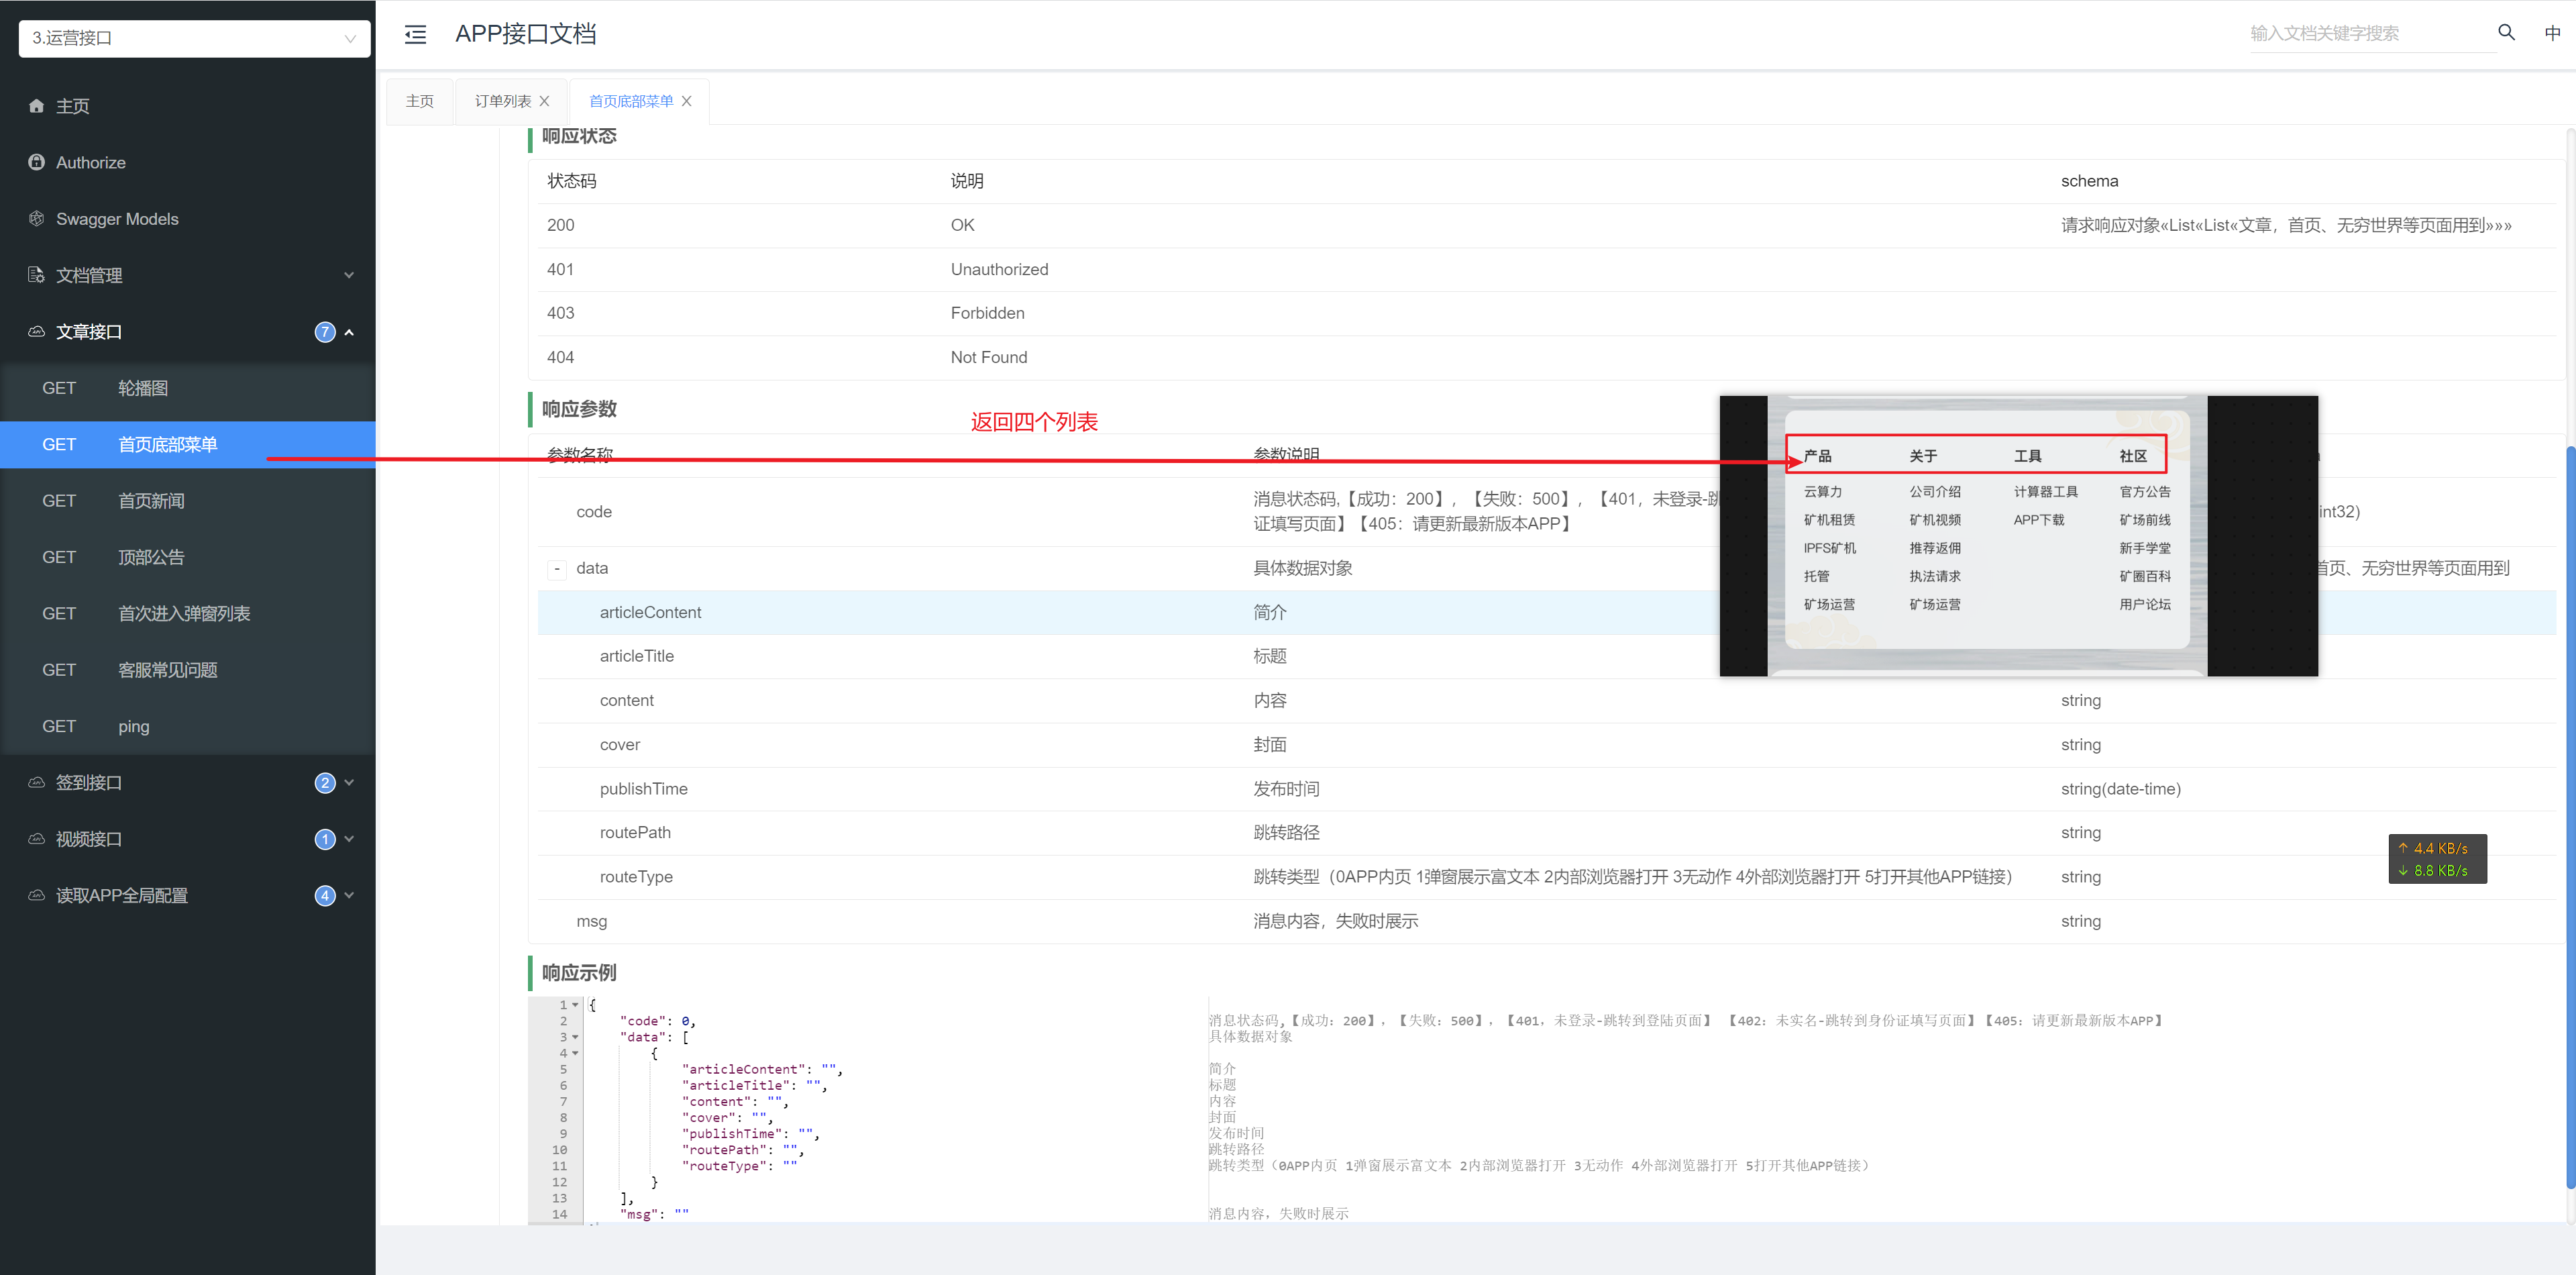 3.运营接口
APP接口文档
输入文档关键字搜索
中
主页
Authorize
Swagger Models
文档管理
文章接口 7
GET 轮播图
GET 首页底部菜单
GET 首页新闻
GET 顶部公告
GET 首次进入弹窗列表
GET 客服常见问题
GET ping
签到接口 2
视频接口 1
读取APP全局配置 4
主页 订单列表 首页底部菜单
响应状态
状态码 说明 schema
200 OK 请求响应对象«List«List«文章，首页、无穷世界等页面用到»»»
401 Unauthorized
403 Forbidden
404 Not Found
响应参数
返回四个列表
参数名称 参数说明
code 消息状态码,【成功：200】,【失败：500】,【401，未登录-跳
证填写页面】【405：请更新最新版本APP】 int32)
- data 具体数据对象 首页、无穷世界等页面用到
articleContent 简介
articleTitle 标题
content 内容 string
cover 封面 string
publishTime 发布时间 string(date-time)
routePath 跳转路径 string
routeType 跳转类型（0APP内页 1弹窗展示富文本 2内部浏览器打开 3无动作 4外部浏览器打开 5打开其他APP链接） string
msg 消息内容，失败时展示 string
产品 关于 工具 社区
云算力 公司介绍 计算器工具 官方公告
矿机租赁 矿机视频 APP下载 矿场前线
IPFS矿机 推荐返佣 新手学堂
托管 执法请求 矿圈百科
矿场运营 矿场运营 用户论坛
↑ 4.4 KB/s
↓ 8.8 KB/s
响应示例
1 {
2 "code": 0, 消息状态码,【成功：200】,【失败：500】,【401，未登录-跳转到登陆页面】 【402：未实名-跳转到身份证填写页面】【405：请更新最新版本APP】
3 "data": [ 具体数据对象
4 {
5 "articleContent": "", 简介
6 "articleTitle": "", 标题
7 "content": "", 内容
8 "cover": "", 封面
9 "publishTime": "", 发布时间
10 "routePath": "", 跳转路径
11 "routeType": "" 跳转类型（0APP内页 1弹窗展示富文本 2内部浏览器打开 3无动作 4外部浏览器打开 5打开其他APP链接）
12 }
13 ],
14 "msg": "" 消息内容，失败时展示